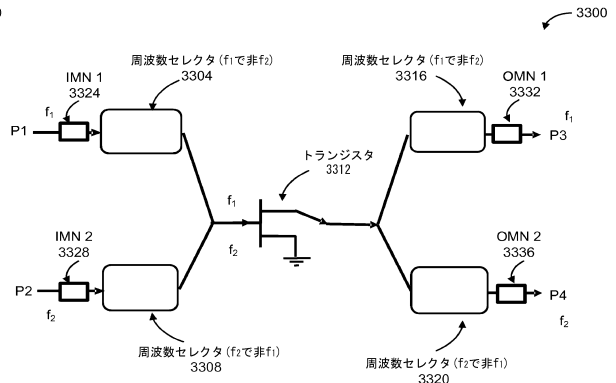 3300
周波数セレクタ(f₁で非f₂)
3304
周波数セレクタ(f₁で非f₂)
3316
IMN 1
3324
OMN 1
3332
f₁
f₁
P1
P3
トランジスタ
3312
f₁
f₂
IMN 2
3328
OMN 2
3336
P2
P4
f₂
f₂
周波数セレクタ(f₂で非f₁)
3308
周波数セレクタ(f₂で非f₁)
3320